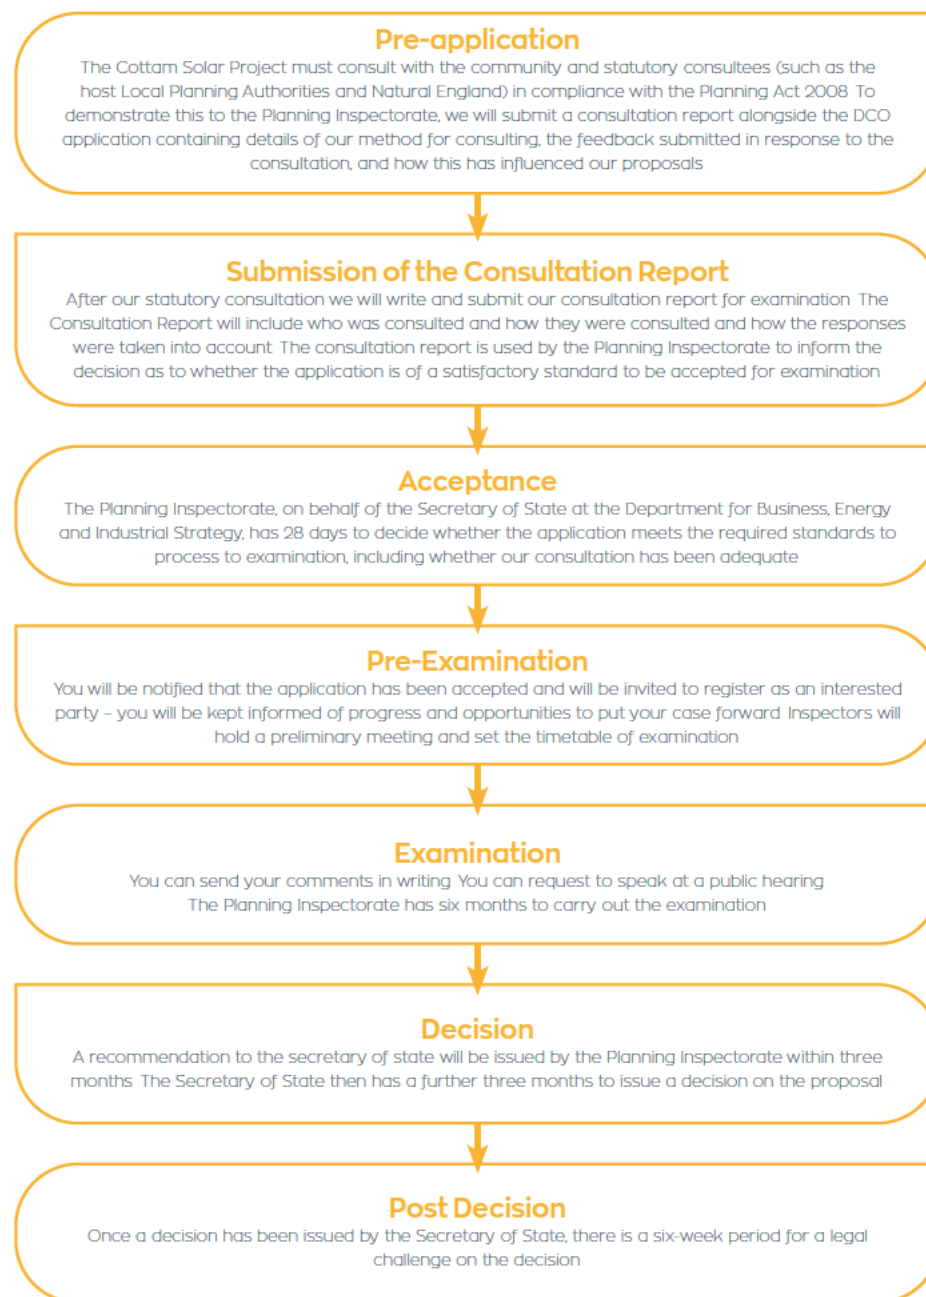 Pre-application
The Cottam Solar Project must consult with the community and statutory consultees (such as the
host Local Planning Authorities and Natural England) in compliance with the Planning Act 2008 To
demonstrate this to the Planning Inspectorate, we will submit a consultation report alongside the DCO
application containing details of our method for consulting, the feedback submitted in response to the
consultation, and how this has influenced our proposals
Submission of the Consultation Report
After our statutory consultation we will write and submit our consultation report for examination The
Consultation Report will include who was consulted and how they were consulted and how the responses
were taken into account The consultation report is used by the Planning Inspectorate to inform the
decision as to whether the application is of a satisfactory standard to be accepted for examination
Acceptance
The Planning Inspectorate, on behalf of the Secretary of State at the Department for Business, Energy
and Industrial Strategy, has 28 days to decide whether the application meets the required standards to
process to examination, including whether our consultation has been adequate
Pre-Examination
You will be notified that the application has been accepted and will be invited to register as an interested
party – you will be kept informed of progress and opportunities to put your case forward Inspectors will
hold a preliminary meeting and set the timetable of examination
Examination
You can send your comments in writing You can request to speak at a public hearing
The Planning Inspectorate has six months to carry out the examination
Decision
A recommendation to the secretary of state will be issued by the Planning Inspectorate within three
months The Secretary of State then has a further three months to issue a decision on the proposal
Post Decision
Once a decision has been issued by the Secretary of State, there is a six-week period for a legal
challenge on the decision